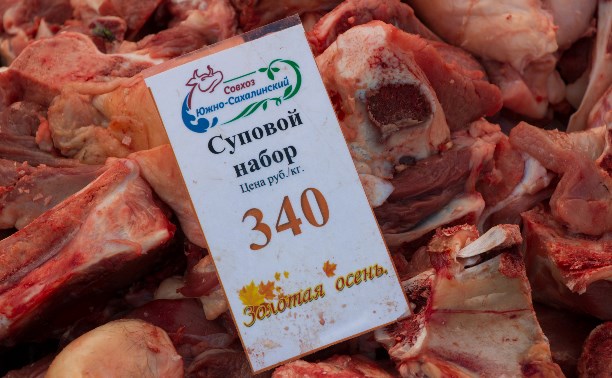 Совхоз
Южно-Сахалинский
Суповой
набор
Цена руб./кг.
340
Золотая осень.